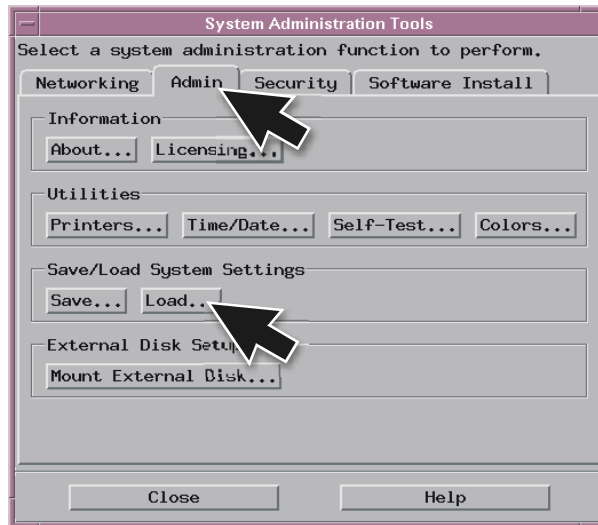 System Administration Tools
Select a system administration function to perform.
Networking Admin Security Software Install
Information
About... Licensing...
Utilities
Printers... Time/Date... Self-Test... Colors...
Save/Load System Settings
Save... Load...
External Disk Setup
Mount External Disk...
Close Help